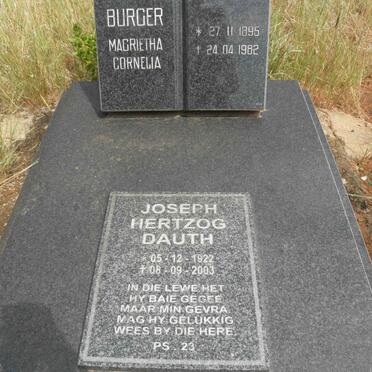 BURGER
MAGRIETHA
CORNELIA
* 27 11 1895
† 24 04 1982
JOSEPH
HERTZOG
DAUTH
* 05 - 12 - 1922
† 08 - 09 - 2003
IN DIE LEWE HET
HY BAIE GEGEE
MAAR MIN GEVRA.
MAG HY GELUKKIG
WEES BY DIE HERE.
PS . 23